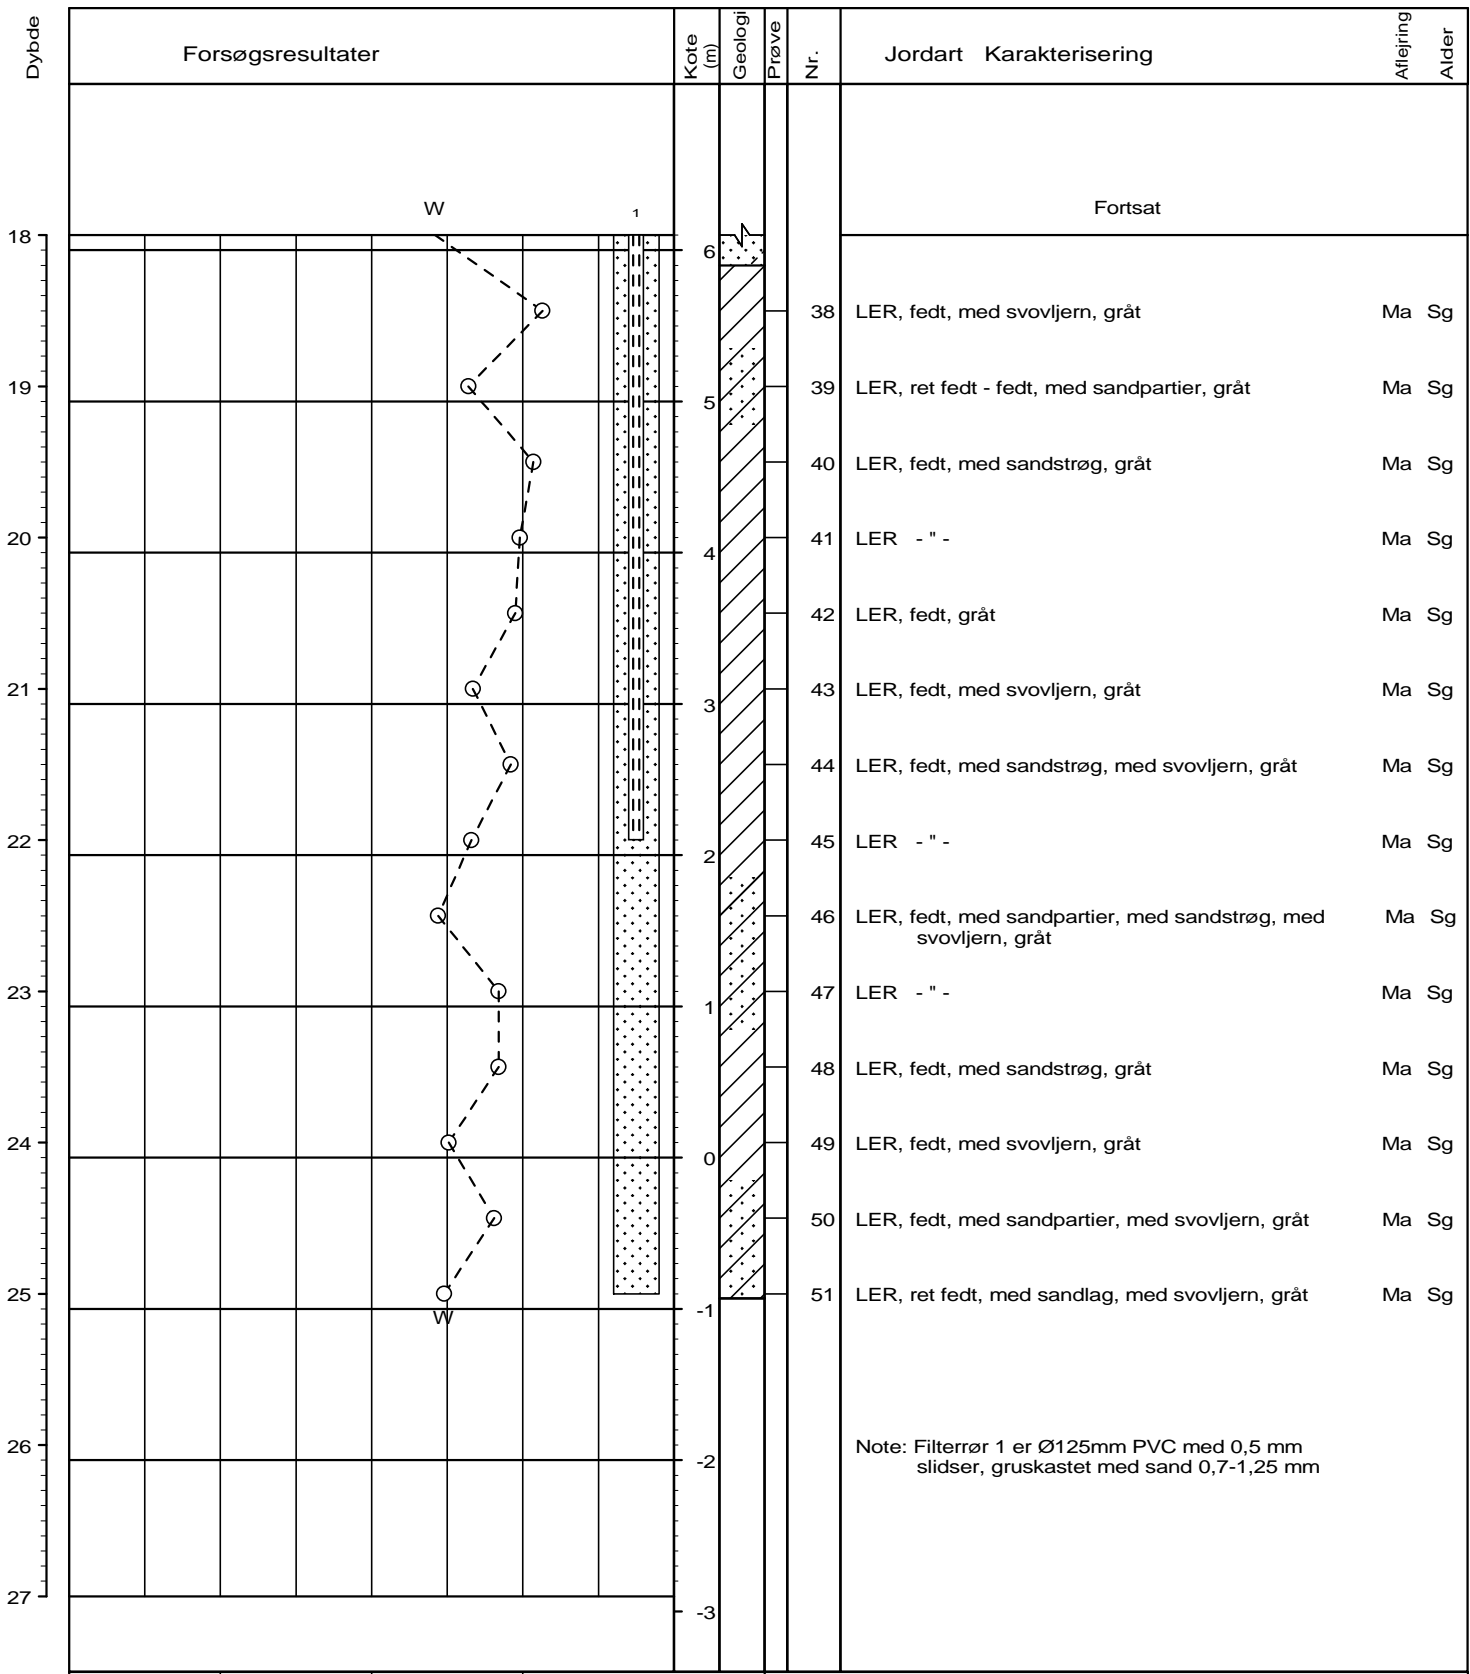 Dybde
Forsøgsresultater
Kote (m)
Geologi
Prøve
Nr.
Jordart Karakterisering
Aflejring
Alder
W
1
Fortsat
18
6
38 LER, fedt, med svovljern, gråt Ma Sg
19
39 LER, ret fedt - fedt, med sandpartier, gråt Ma Sg
5
40 LER, fedt, med sandstrøg, gråt Ma Sg
20
41 LER - " - Ma Sg
4
42 LER, fedt, gråt Ma Sg
21
43 LER, fedt, med svovljern, gråt Ma Sg
3
44 LER, fedt, med sandstrøg, med svovljern, gråt Ma Sg
22
45 LER - " - Ma Sg
2
46 LER, fedt, med sandpartier, med sandstrøg, med Ma Sg
svovljern, gråt
23
47 LER - " - Ma Sg
1
48 LER, fedt, med sandstrøg, gråt Ma Sg
24
49 LER, fedt, med svovljern, gråt Ma Sg
0
50 LER, fedt, med sandpartier, med svovljern, gråt Ma Sg
25
51 LER, ret fedt, med sandlag, med svovljern, gråt Ma Sg
-1
W
26
Note: Filterrør 1 er Ø125mm PVC med 0,5 mm
slidser, gruskastet med sand 0,7-1,25 mm
-2
27
-3